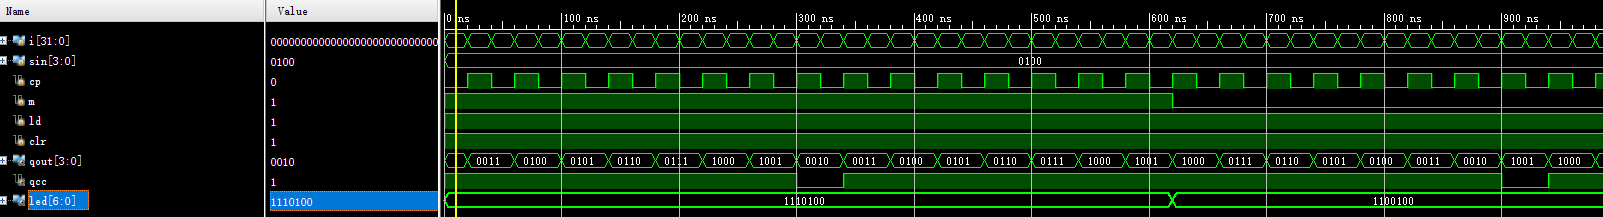 Name Value 0 ns 100 ns 200 ns 300 ns 400 ns 500 ns 600 ns 700 ns 800 ns 900 ns
i[31:0] 00000000000000000000000000000
sin[3:0] 0100 0100
cp 0
m 1
ld 1
clr 1
qout[3:0] 0010 0011 0100 0101 0110 0111 1000 1001 0010 0011 0100 0101 0110 0111 1000 1001 1000 0111 0110 0101 0100 0011 0010 1001 1000
qcc 1
led[6:0] 1110100 1110100 1100100